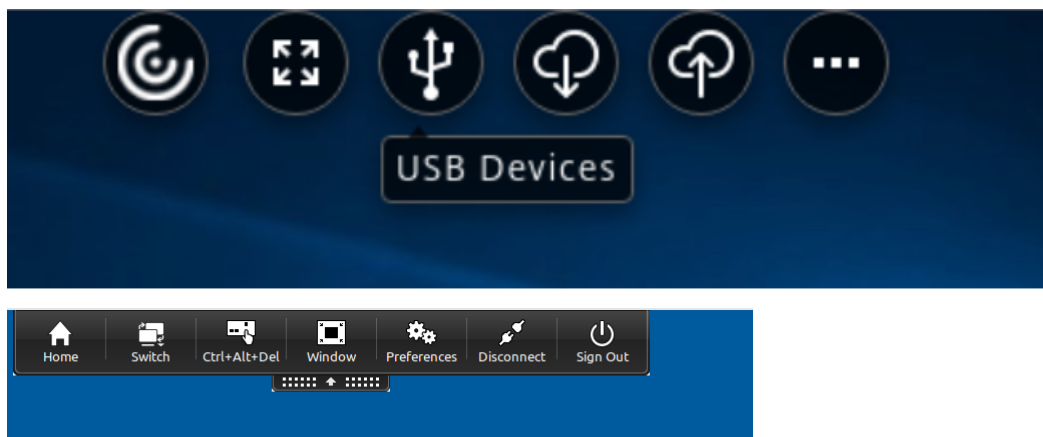 USB Devices
Home Switch Ctrl+Alt+Del Window Preferences Disconnect Sign Out